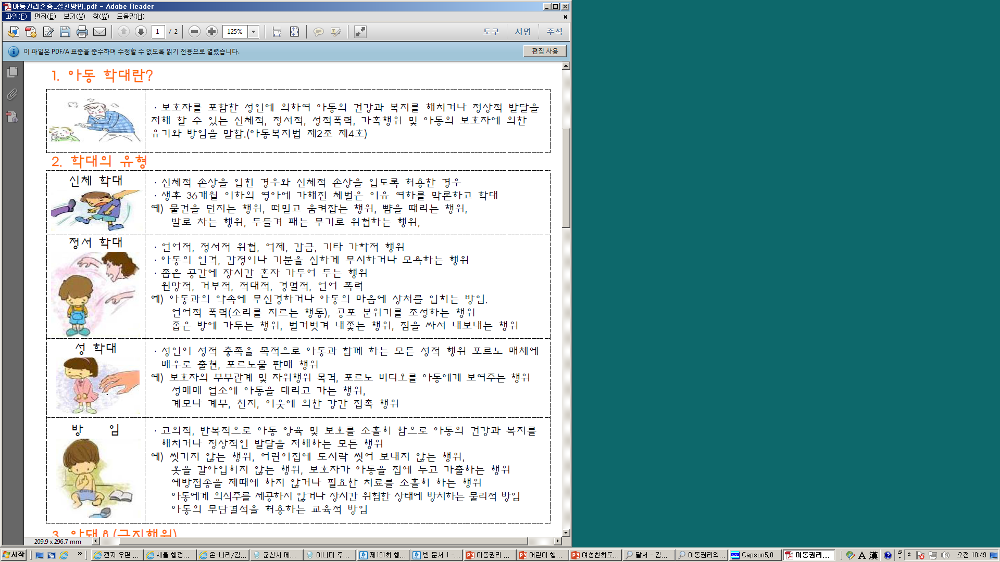 아동권리존중_실천방법.pdf - Adobe Reader
파일(F) 편집(E) 보기(V) 창(W) 도움말(H)
1 / 2 125% 도구 서명 주석
이 파일은 PDF/A 표준을 준수하며 수정할 수 없도록 읽기 전용으로 열렸습니다. 편집 사용
1. 아동 학대란?
· 보호자를 포함한 성인에 의하여 아동의 건강과 복지를 해치거나 정상적 발달을
저해 할 수 있는 신체적, 정서적, 성적폭력, 가혹행위 및 아동의 보호자에 의한
유기와 방임을 말함.(아동복지법 제2조 제4호)
2. 학대의 유형
신체 학대
· 신체적 손상을 입힌 경우와 신체적 손상을 입도록 허용한 경우
· 생후 36개월 이하의 영아에 가해진 체벌은 이유 여하를 막론하고 학대
예) 물건을 던지는 행위, 떠밀고 움켜잡는 행위, 뺨을 때리는 행위,
발로 차는 행위, 두들겨 패는 무기로 위협하는 행위,
정서 학대
· 언어적, 정서적 위협, 억제, 감금, 기타 가학적 행위
· 아동의 인격, 감정이나 기분을 심하게 무시하거나 모욕하는 행위
· 좁은 공간에 장시간 혼자 가두어 두는 행위
원망적, 거부적, 적대적, 경멸적, 언어 폭력
예) 아동과의 약속에 무신경하거나 아동의 마음에 상처를 입히는 방임.
언어적 폭력(소리를 지르는 행동), 공포 분위기를 조성하는 행위
좁은 방에 가두는 행위, 벌거벗겨 내쫓는 행위, 짐을 싸서 내보내는 행위
성 학대
· 성인이 성적 충족을 목적으로 아동과 함께 하는 모든 성적 행위 포르노 매체에
배우로 출현, 포르노물 판매 행위
예) 보호자의 부부관계 및 자위행위 목격, 포르노 비디오를 아동에게 보여주는 행위
성매매 업소에 아동을 데리고 가는 행위,
계모나 계부, 친지, 이웃에 의한 강간 접촉 행위
방 임
· 고의적, 반복적으로 아동 양육 및 보호를 소홀히 함으로 아동의 건강과 복지를
해치거나 정상적인 발달을 저해하는 모든 행위
예) 씻기지 않는 행위, 어린이집에 도시락 씻어 보내지 않는 행위,
옷을 갈아입히지 않는 행위, 보호자가 아동을 집에 두고 가출하는 행위
예방접종을 제때에 하지 않거나 필요한 치료를 소홀히 하는 행위
아동에게 의식주를 제공하지 않거나 장시간 위험한 상태에 방치하는 물리적 방임
아동의 무단결석을 허용하는 교육적 방임
209.9 x 296.7 mm
시작 전자 우편 ... 새올 행정... 온-나라/김... 군산시 메... 이나미 주... 제191회 행... 빈 문서 1 -... 아동권리 ... 어린이 행... 여성친화도... 달서 - 김... 아동권리의... Capsun5.0 아동권리... A 漢 오전 10:49